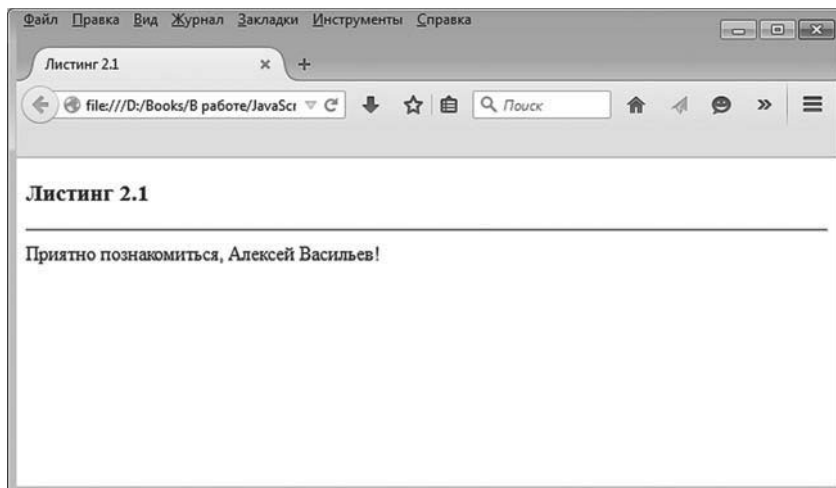 Файл Правка Вид Журнал Закладки Инструменты Справка
Листинг 2.1
file:///D:/Books/В работе/JavaScr
Поиск
Листинг 2.1
Приятно познакомиться, Алексей Васильев!